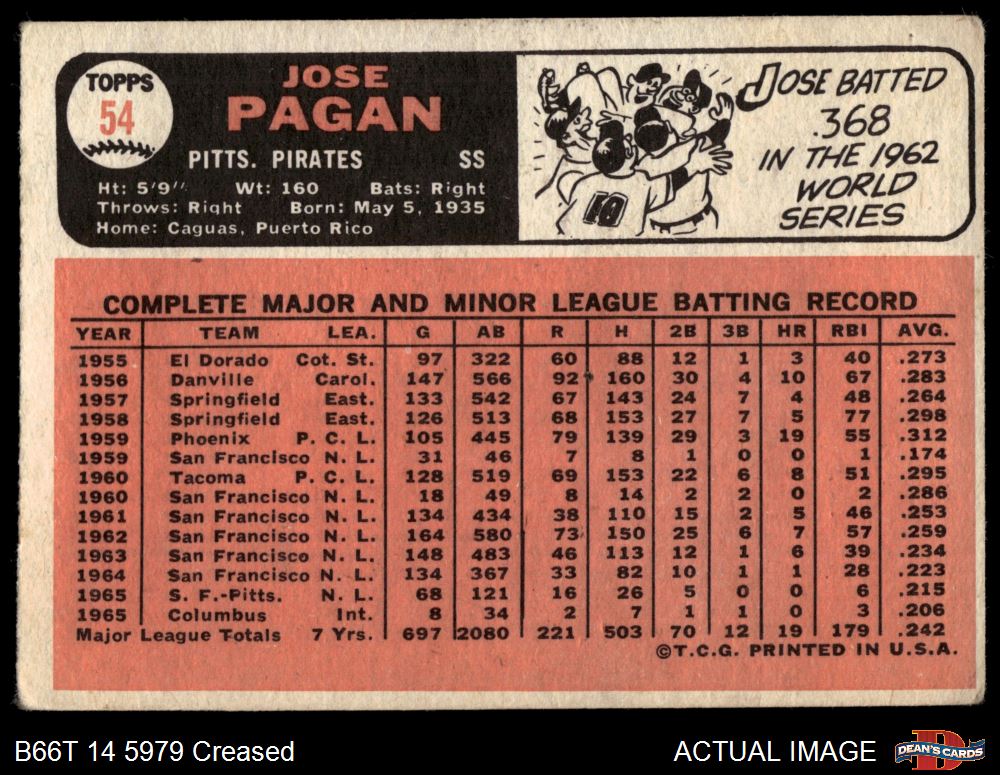 TOPPS
54
JOSE
PAGAN
PITTS. PIRATES SS
Ht: 5'9" Wt: 160 Bats: Right
Throws: Right Born: May 5, 1935
Home: Caguas, Puerto Rico
10
JOSE BATTED
.368
IN THE 1962
WORLD
SERIES
COMPLETE MAJOR AND MINOR LEAGUE BATTING RECORD
YEAR TEAM LEA. G AB R H 2B 3B HR RBI AVG.
1955 El Dorado Cot. St. 97 322 60 88 12 1 3 40 .273
1956 Danville Carol. 147 566 92 160 30 4 10 67 .283
1957 Springfield East. 133 542 67 143 24 7 4 48 .264
1958 Springfield East. 126 513 68 153 27 7 5 77 .298
1959 Phoenix P. C. L. 105 445 79 139 29 3 19 55 .312
1959 San Francisco N. L. 31 46 7 8 1 0 0 1 .174
1960 Tacoma P. C. L. 128 519 69 153 22 6 8 51 .295
1960 San Francisco N. L. 18 49 8 14 2 2 0 2 .286
1961 San Francisco N. L. 134 434 38 110 15 2 5 46 .253
1962 San Francisco N. L. 164 580 73 150 25 6 7 57 .259
1963 San Francisco N. L. 148 483 46 113 12 1 6 39 .234
1964 San Francisco N. L. 134 367 33 82 10 1 1 28 .223
1965 S. F.-Pitts. N. L. 68 121 16 26 5 0 0 6 .215
1965 Columbus Int. 8 34 2 7 1 1 0 3 .206
Major League Totals 7 Yrs. 697 2080 221 503 70 12 19 179 .242
©T.C.G. PRINTED IN U.S.A.
B66T 14 5979 Creased
ACTUAL IMAGE
DEAN'S CARDS